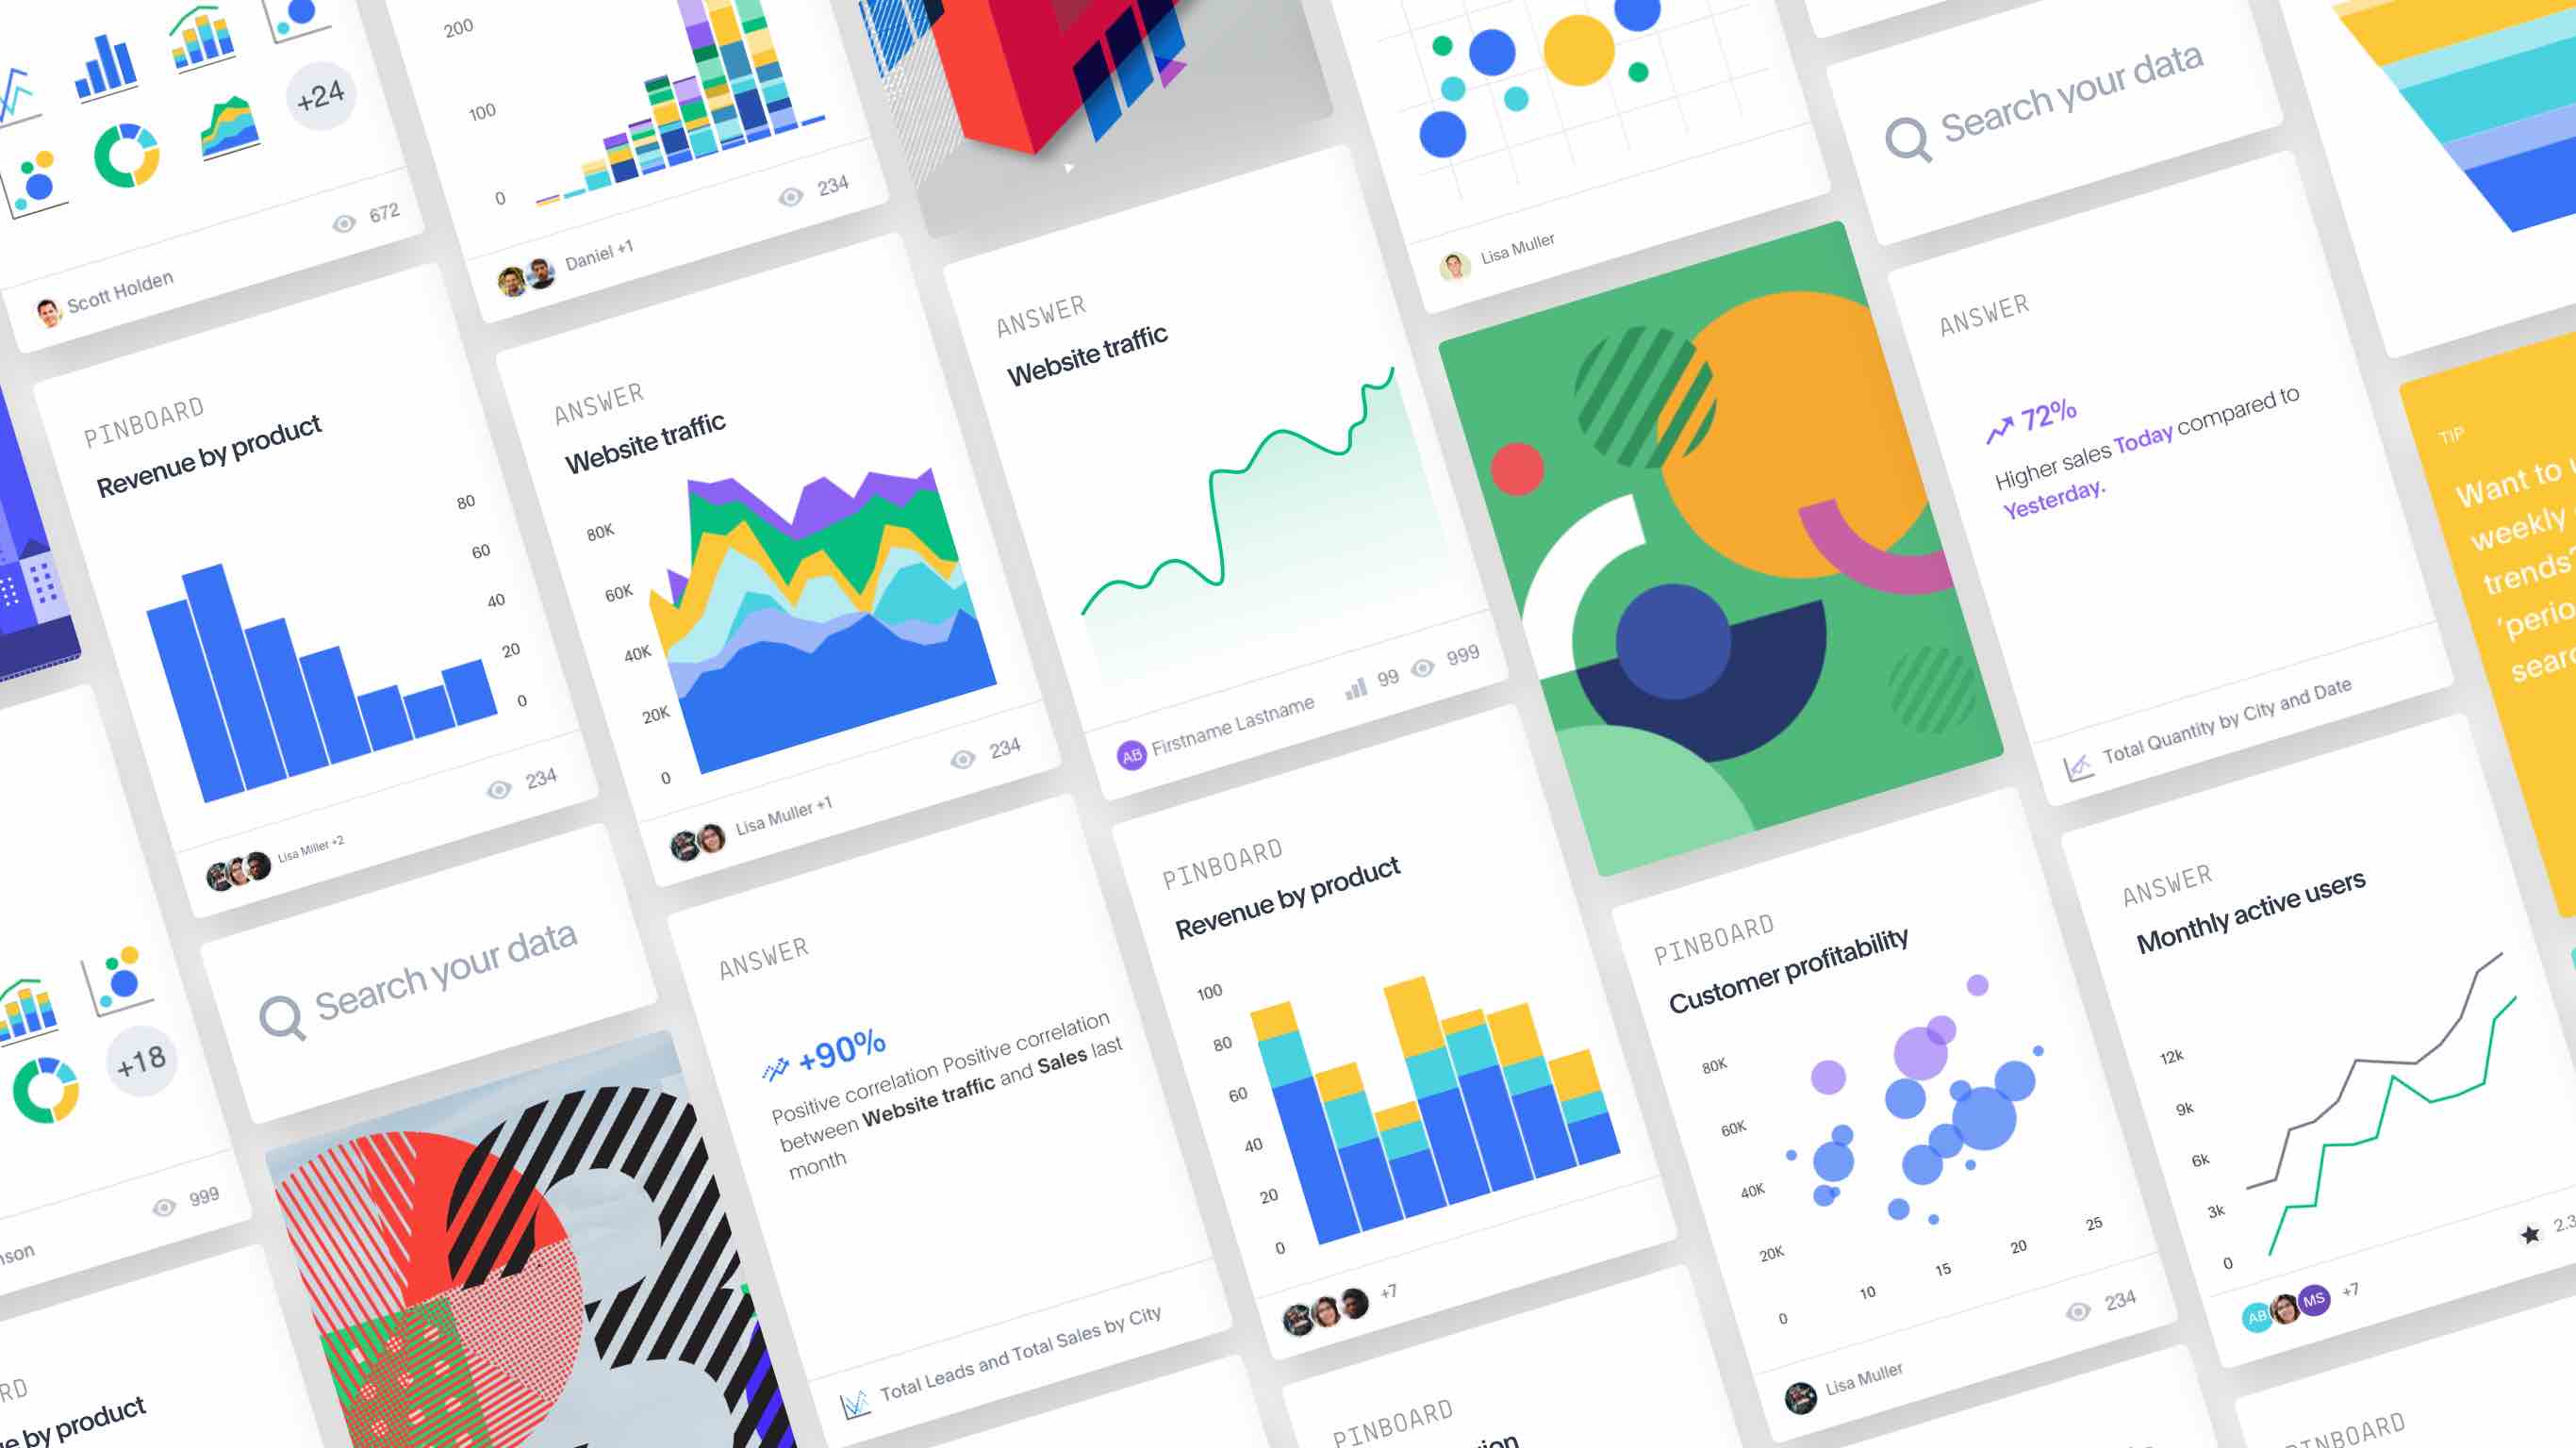 +24
672
Scott Holden
200
100
0
234
Daniel +1
Lisa Muller
Search your data
PINBOARD
Revenue by product
80
60
40
20
0
234
Lisa Miller +2
ANSWER
Website traffic
80K
60K
40K
20K
0
234
Lisa Muller +1
ANSWER
Website traffic
99
999
AB
Firstname Lastname
ANSWER
72%
Higher sales Today compared to
Yesterday.
Total Quantity by City and Date
TIP
Want to
weekly
trends?
+18
999
Search your data
ANSWER
+90%
Positive correlation Positive correlation
between Website traffic and Sales last
month
Total Leads and Total Sales by City
PINBOARD
Revenue by product
100
80
60
40
20
0
+7
PINBOARD
Customer profitability
80K
60K
40K
20K
0
10
15
20
25
234
Lisa Muller
ANSWER
Monthly active users
12k
9k
6k
3k
0
2.3
AB
MS
+7
by product
PINBOARD
PINBOARD